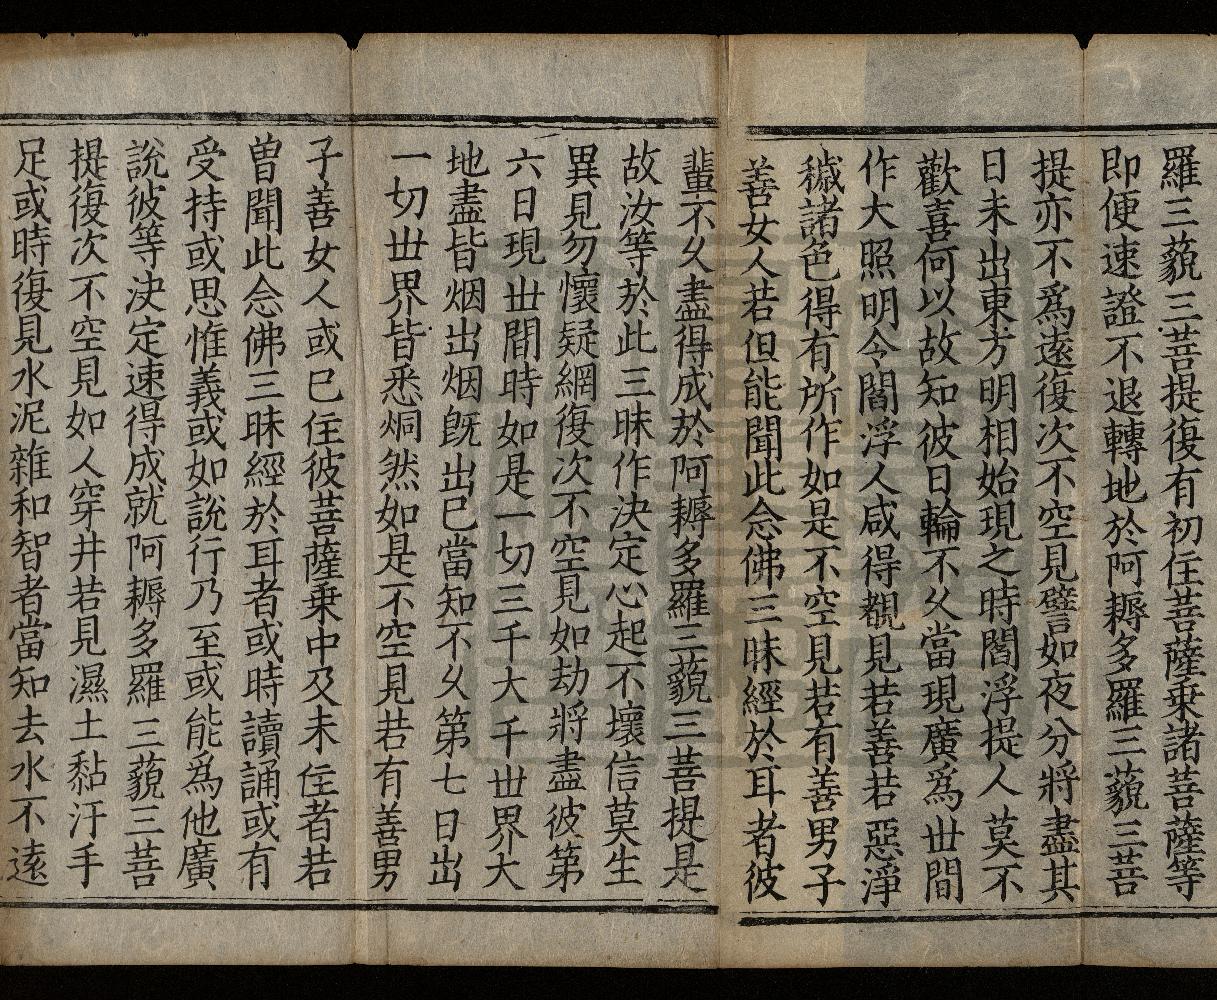 羅三藐三菩提復有初住菩薩乗諸菩薩等
即便速證不退轉地於阿耨多羅三藐三菩
提亦不爲遠復次不空見譬如夜分將盡其
日未出東方明相始現之時閻浮提人莫不
歡喜何以故知彼日輪不乆當現廣爲丗間
作大照明令閻浮人咸得覩見若善若惡淨
穢諸色得有所作如是不空見若有善男子
善女人若但能聞此念佛三昧經於耳者彼
輩不乆盡得成於阿耨多羅三藐三菩提是
故汝等於此三昧作決定心起不壞信莫生
異見勿懷疑網復次不空見如劫將盡彼第
六日現丗間時如是一切三千大千丗界大
地盡皆烟出烟旣出已當知不乆第七日出
一切丗界皆悉炯然如是不空見若有善男
子善女人或已住彼菩薩乗中及未住者若
曽聞此念佛三昧經於耳者或時讀誦或有
受持或思惟義或如說行乃至或能爲他廣
說彼等決定速得成就阿耨多羅三藐三菩
提復次不空見如人穿井若見濕土黏汙手
足或時復見水泥雜和智者當知去水不遠